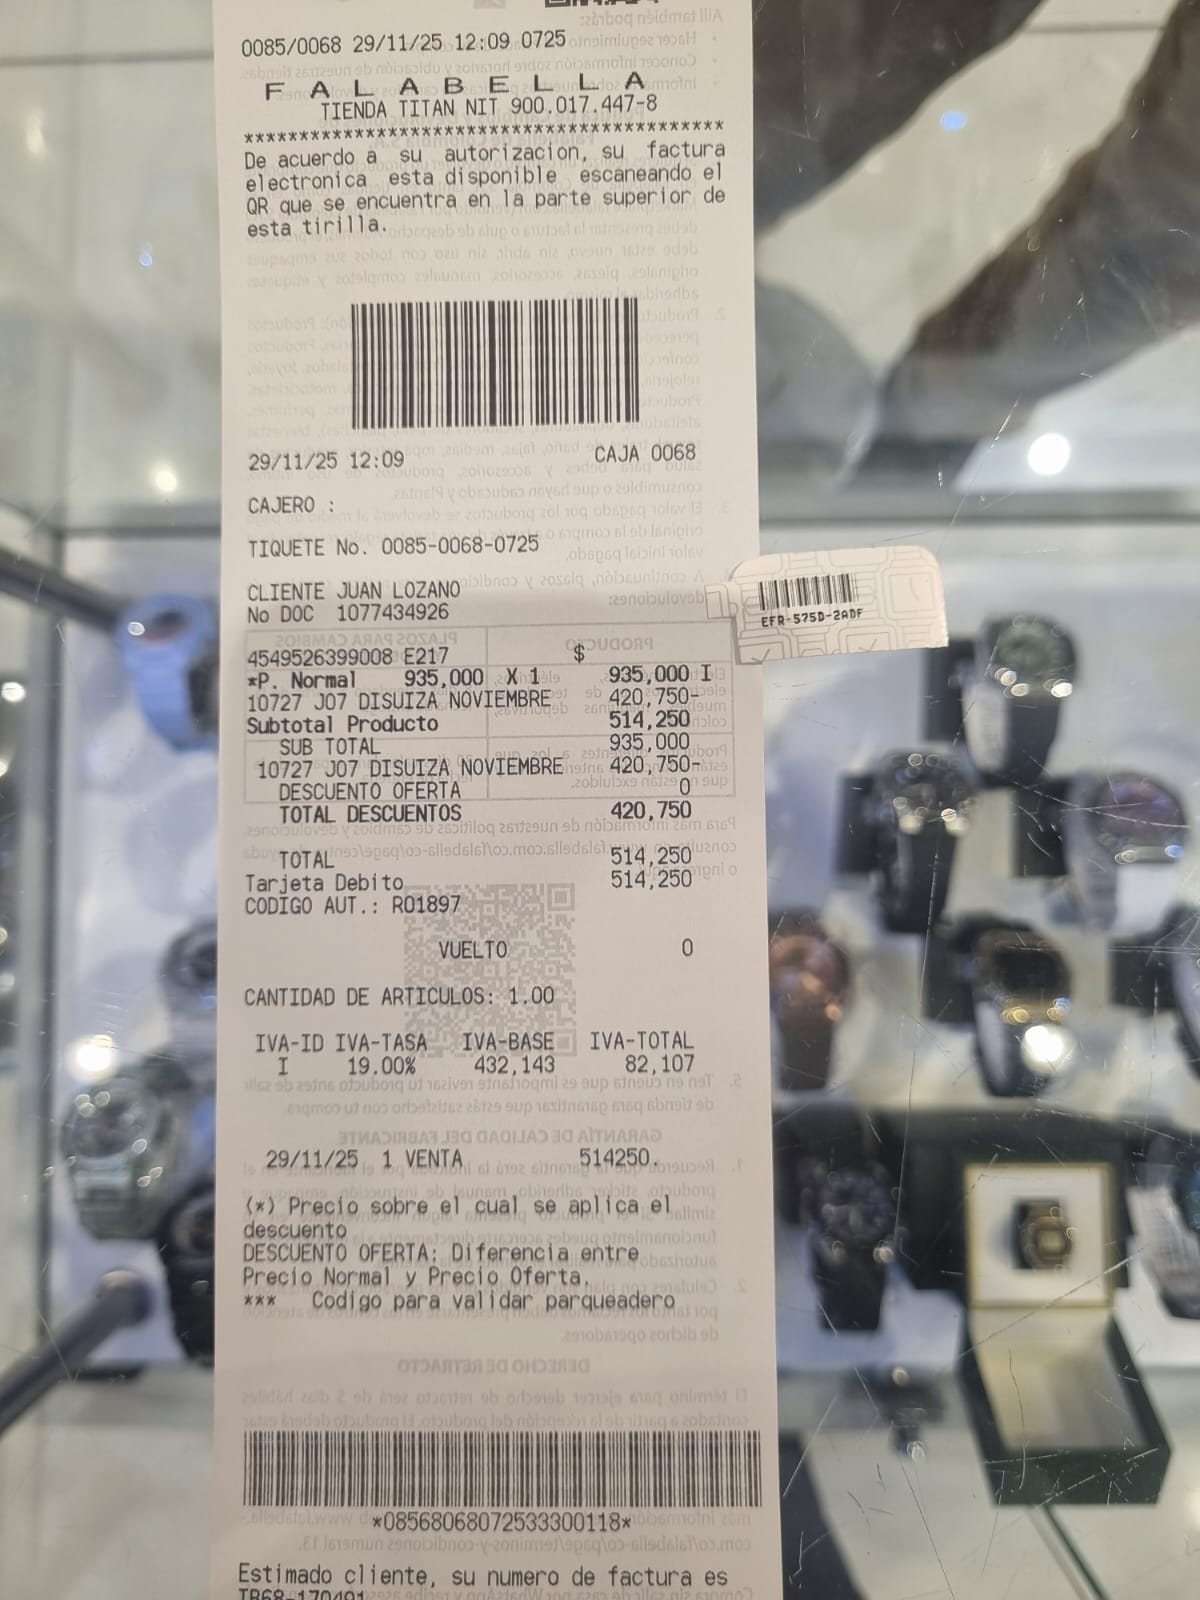 0085/0068 29/11/25 12:09 0725
F A L A B E L L A
TIENDA TITAN NIT 900.017.447-8
********************************************
De acuerdo a su autorizacion, su factura
electronica esta disponible escaneando el
QR que se encuentra en la parte superior de
esta tirilla.
29/11/25 12:09 CAJA 0068
CAJERO :
TIQUETE No. 0085-0068-0725
CLIENTE JUAN LOZANO
No DOC 1077434926
EFR-575D-2ADF
4549526399008 E217 $
*P. Normal 935,000 X 1 935,000 I
10727 J07 DISUIZA NOVIEMBRE 420,750-
Subtotal Producto 514,250
SUB TOTAL 935,000
10727 J07 DISUIZA NOVIEMBRE 420,750-
DESCUENTO OFERTA 0
TOTAL DESCUENTOS 420,750
TOTAL 514,250
Tarjeta Debito 514,250
CODIGO AUT.: R01897
VUELTO 0
CANTIDAD DE ARTICULOS: 1.00
IVA-ID IVA-TASA IVA-BASE IVA-TOTAL
I 19.00% 432,143 82,107
29/11/25 1 VENTA 514250.
(*) Precio sobre el cual se aplica el
descuento
DESCUENTO OFERTA: Diferencia entre
Precio Normal y Precio Oferta.
*** Codigo para validar parqueadero
*08568068072533300118*
Estimado cliente, su numero de factura es